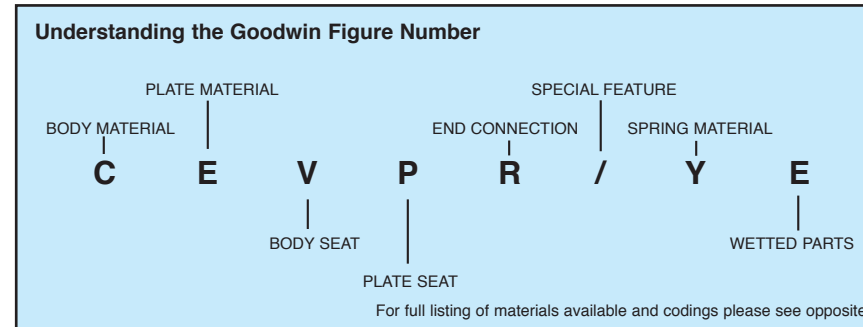 Understanding the Goodwin Figure Number
PLATE MATERIAL SPECIAL FEATURE
BODY MATERIAL END CONNECTION SPRING MATERIAL
C E V P R / Y E
BODY SEAT WETTED PARTS
PLATE SEAT
For full listing of materials available and codings please see opposite